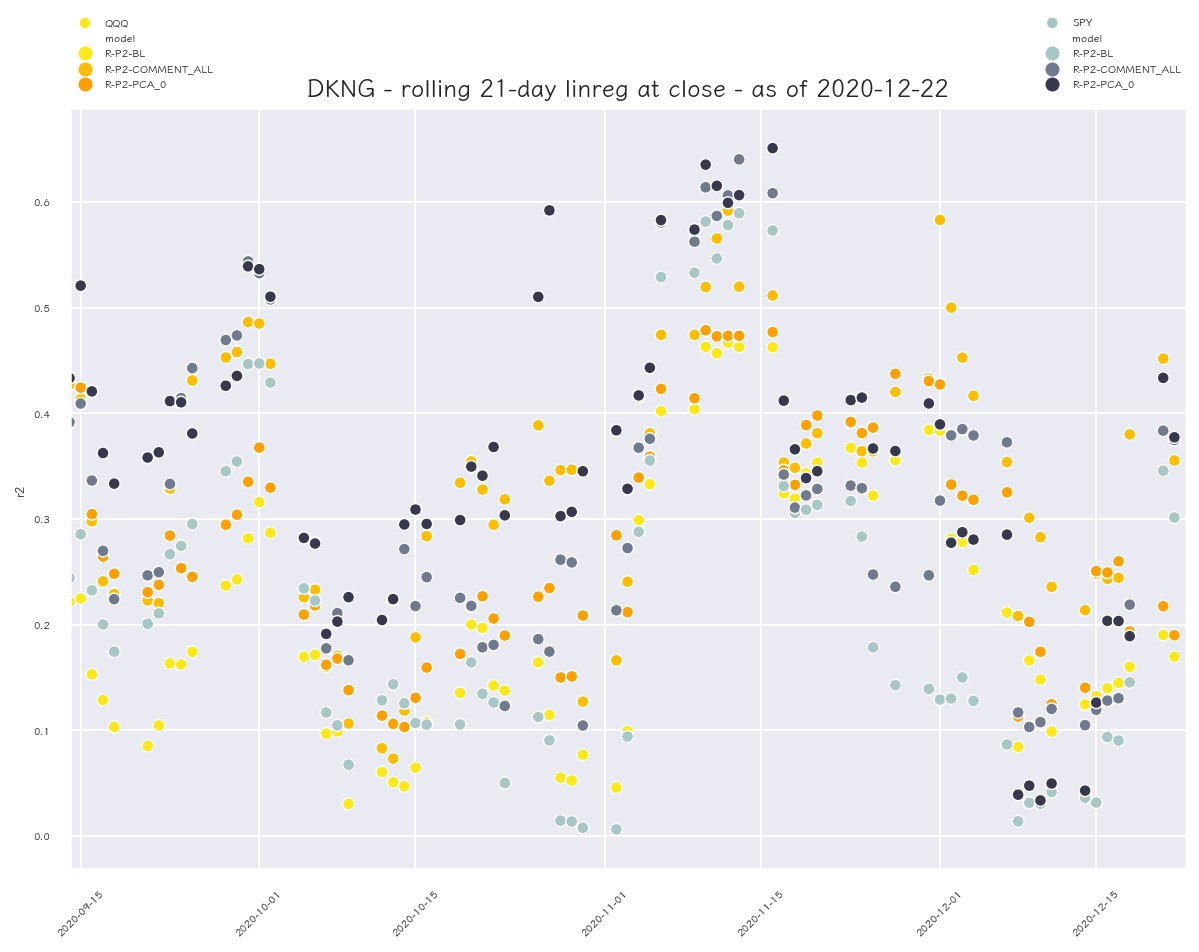 QQQ
model
R-P2-BL
R-P2-COMMENT_ALL
R-P2-PCA_0
SPY
model
R-P2-BL
R-P2-COMMENT_ALL
R-P2-PCA_0
DKNG - rolling 21-day linreg at close - as of 2020-12-22
r2
0.6
0.5
0.4
0.3
0.2
0.1
0.0
2020-09-15
2020-10-01
2020-10-15
2020-11-01
2020-11-15
2020-12-01
2020-12-15